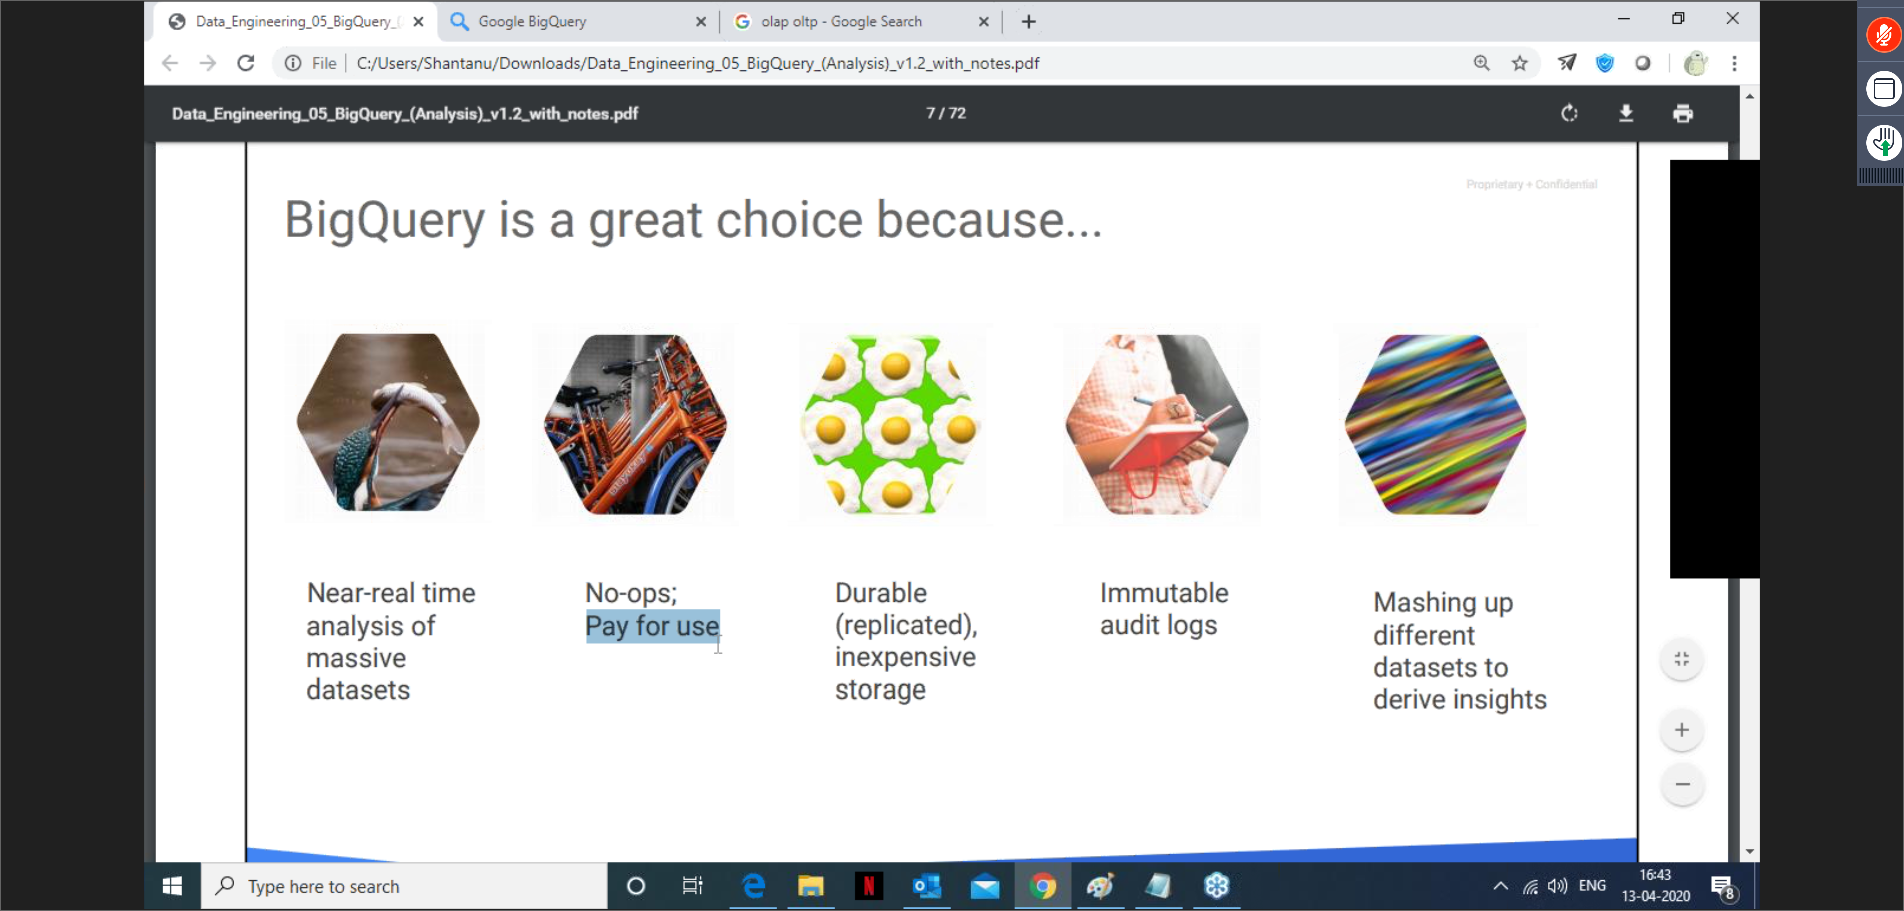 Data_Engineering_05_BigQuery_(
Google BigQuery
olap oltp - Google Search
File
C:/Users/Shantanu/Downloads/Data_Engineering_05_BigQuery_(Analysis)_v1.2_with_notes.pdf
Data_Engineering_05_BigQuery_(Analysis)_v1.2_with_notes.pdf
7 / 72
Proprietary + Confidential
BigQuery is a great choice because...
Near-real time
analysis of
massive
datasets
No-ops;
Pay for use
Durable
(replicated),
inexpensive
storage
Immutable
audit logs
Mashing up
different
datasets to
derive insights
Type here to search
N
ENG
16:43
13-04-2020
8